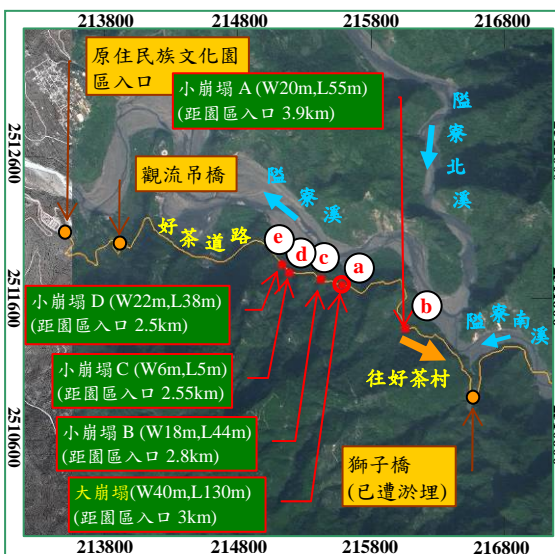 213800
214800
215800
216800
原住民族文化園
區入口
小崩塌 A (W20m,L55m)
(距園區入口 3.9km)
隘寮北溪
2512600
觀流吊橋
隘寮溪
好茶道路
e
d
c
a
b
2511600
2511600
小崩塌 D (W22m,L38m)
(距園區入口 2.5km)
隘寮南溪
小崩塌 C (W6m,L5m)
(距園區入口 2.55km)
往好茶村
小崩塌 B (W18m,L44m)
(距園區入口 2.8km)
2510600
2510600
獅子橋
(已遭淤埋)
大崩塌(W40m,L130m)
(距園區入口 3km)
213800
214800
215800
216800